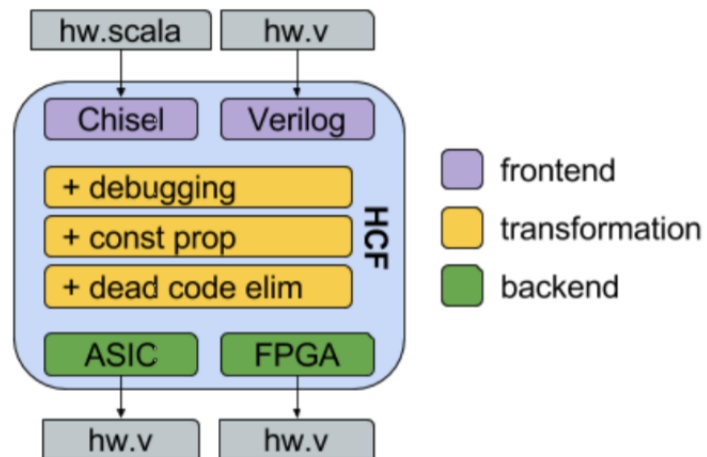 hw.scala
hw.v
Chisel
Verilog
+ debugging
+ const prop
+ dead code elim
HCF
ASIC
FPGA
hw.v
hw.v
frontend
transformation
backend